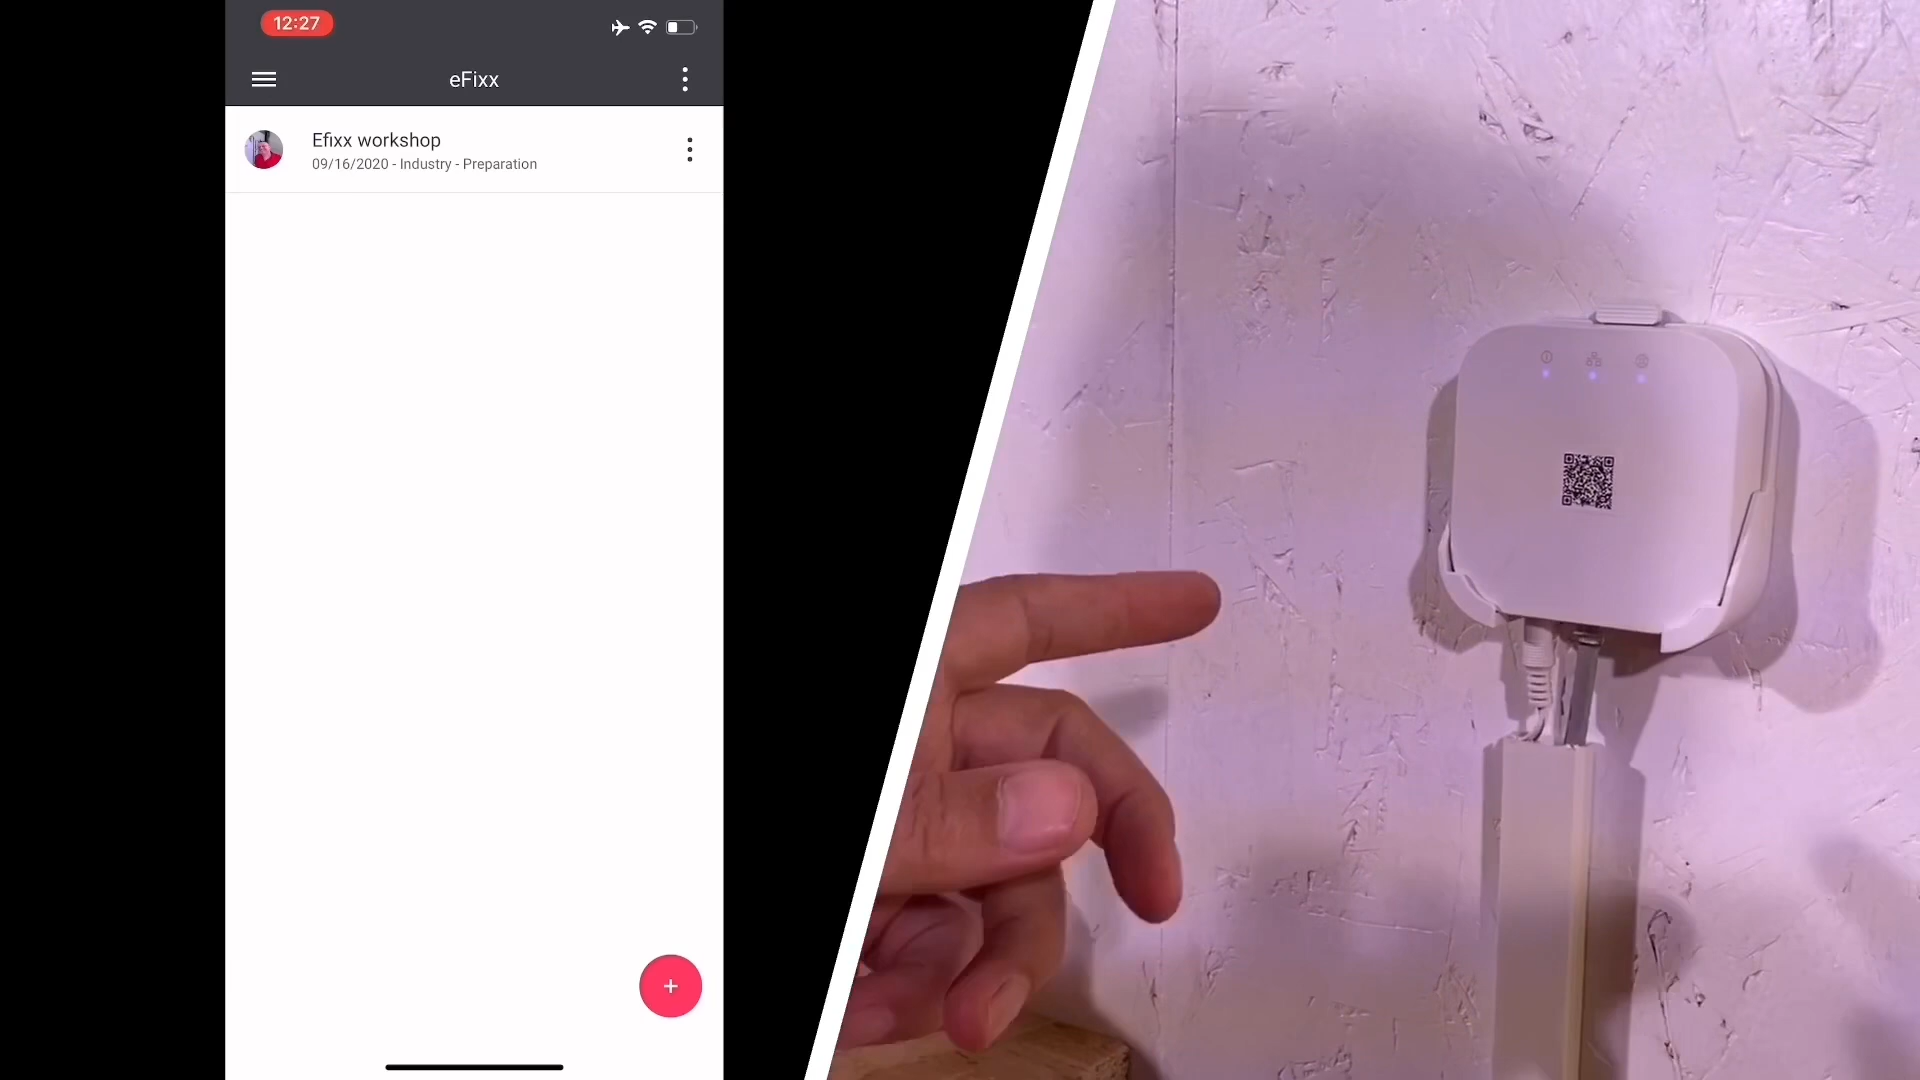 12:27
eFixx
Efixx workshop
09/16/2020 - Industry - Preparation
+